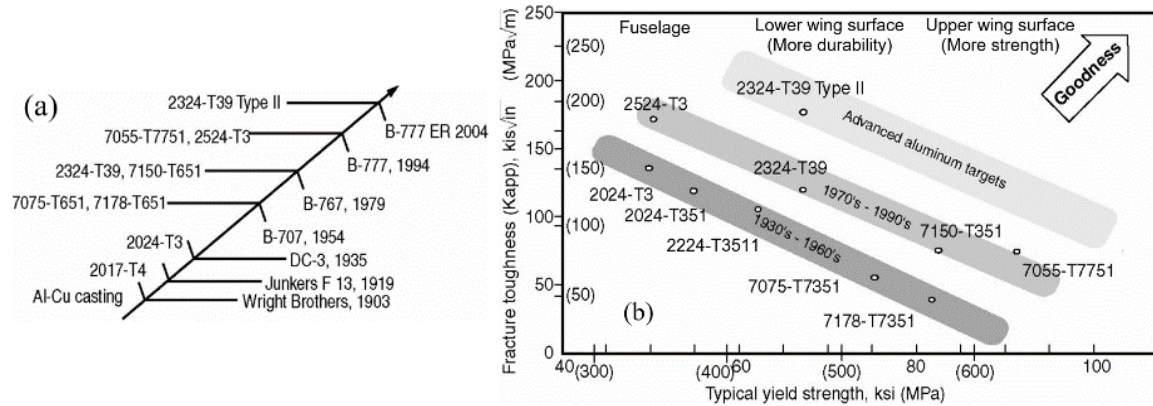 (a)
2324-T39 Type II
B-777 ER 2004
7055-T7751, 2524-T3
B-777, 1994
2324-T39, 7150-T651
B-767, 1979
7075-T651, 7178-T651
B-707, 1954
2024-T3
DC-3, 1935
2017-T4
Junkers F 13, 1919
Al-Cu casting
Wright Brothers, 1903
(b)
Fracture toughness (Kapp), kis√in (MPa√m)
250
200
150
100
50
0
(250)
(200)
(150)
(100)
(50)
Fuselage
Lower wing surface
(More durability)
Upper wing surface
(More strength)
Goodness
2324-T39 Type II
Advanced aluminum targets
2524-T3
2324-T39
1970's - 1990's
7150-T351
7055-T7751
2024-T3
2024-T351
2224-T3511
1930's - 1960's
7075-T7351
7178-T7351
40 60 80 100
(300) (400) (500) (600)
Typical yield strength, ksi (MPa)